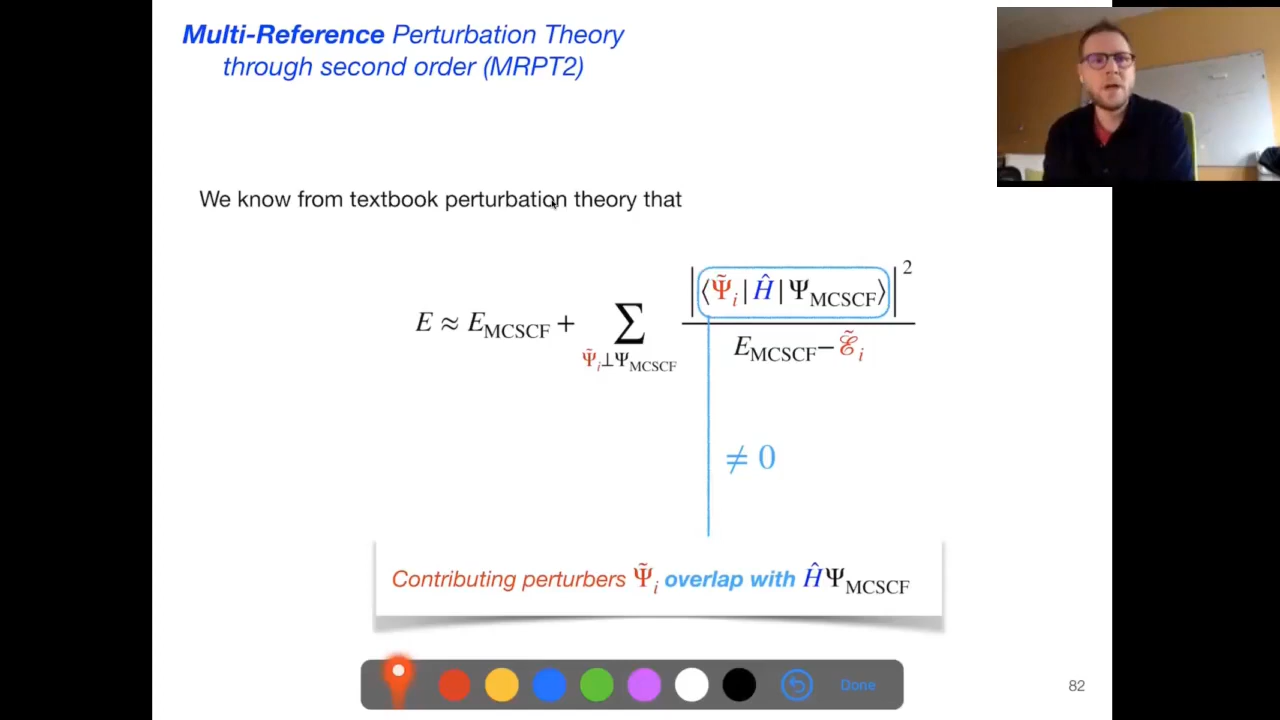 Multi-Reference Perturbation Theory
through second order (MRPT2)
We know from textbook perturbation theory that
E ≈ E_MCSCF + ∑_{Ψ̃_i⊥Ψ_MCSCF} |⟨Ψ̃_i|Ĥ|Ψ_MCSCF⟩|² / (E_MCSCF − ℰ̃_i)
≠ 0
Contributing perturbers Ψ̃_i overlap with ĤΨ_MCSCF
Done
82